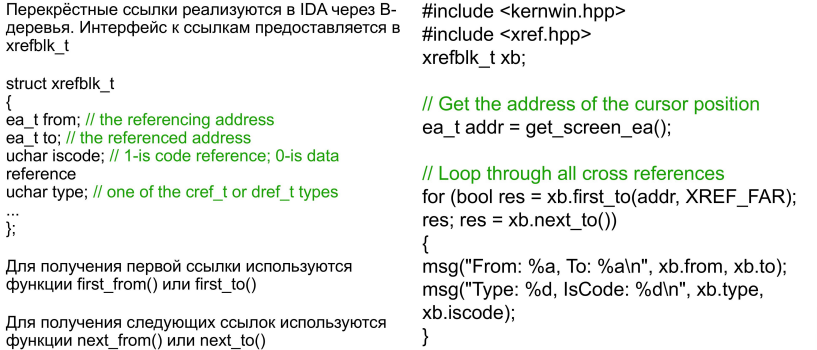 Перекрёстные ссылки реализуются в IDA через B-
деревья. Интерфейс к ссылкам предоставляется в
xrefblk_t
struct xrefblk_t
{
ea_t from; // the referencing address
ea_t to; // the referenced address
uchar iscode; // 1-is code reference; 0-is data
reference
uchar type; // one of the cref_t or dref_t types
...
};
Для получения первой ссылки используются
функции first_from() или first_to()
Для получения следующих ссылок используются
функции next_from() или next_to()
#include <kernwin.hpp>
#include <xref.hpp>
xrefblk_t xb;
// Get the address of the cursor position
ea_t addr = get_screen_ea();
// Loop through all cross references
for (bool res = xb.first_to(addr, XREF_FAR);
res; res = xb.next_to())
{
msg("From: %a, To: %a\n", xb.from, xb.to);
msg("Type: %d, IsCode: %d\n", xb.type,
xb.iscode);
}